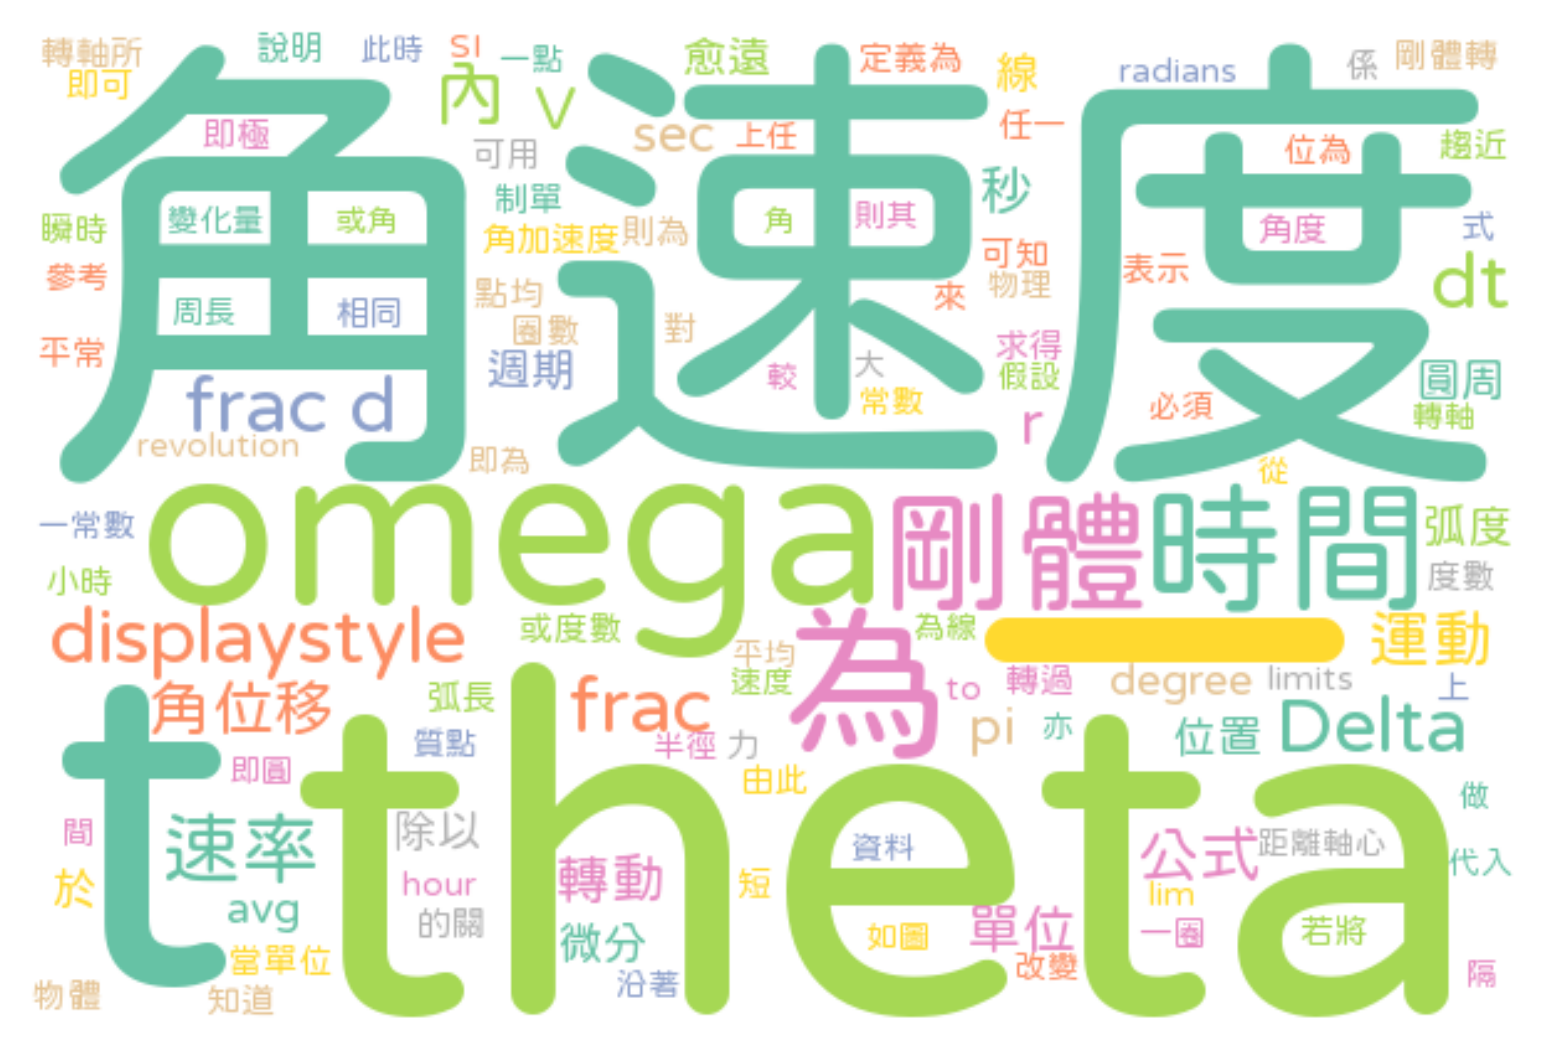 轉軸所 說明 此時 SI 一點 愈遠 定義為 線 radians 係 剛體轉
即可 內 V
角速度
即極 可用 sec 上任 任一 位為 趨近
變化量 或角 制單 角 則其 秒 角度 式
瞬時 角加速度 則為 可知
參考 點均 來 物理 表示 dt
周長 相同 圈數 對 求得
平常 週期 較 大 假設 圓周
frac d 常數 r 必須 轉軸
revolution 即為 從
一常數 omega 剛體 時間 弧度
小時 度數
displaystyle 或度數 為 為線 運動
平均 速度 to 轉過 degree limits 上
角位移 弧長 frac pi 亦 位置 Delta
t theta 質點 半徑 力
即圓 由此 做
間 速率 除以 資料 公式 距離軸心 代入
於 hour 轉動 短 lim
avg 的關 微分 如圖 單位 一圈 若將
當單位 沿著 改變 隔
物體 知道